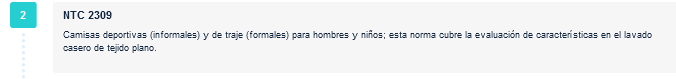 2
NTC 2309
Camisas deportivas (informales) y de traje (formales) para hombres y niños; esta norma cubre la evaluación de características en el lavado
casero de tejido plano.